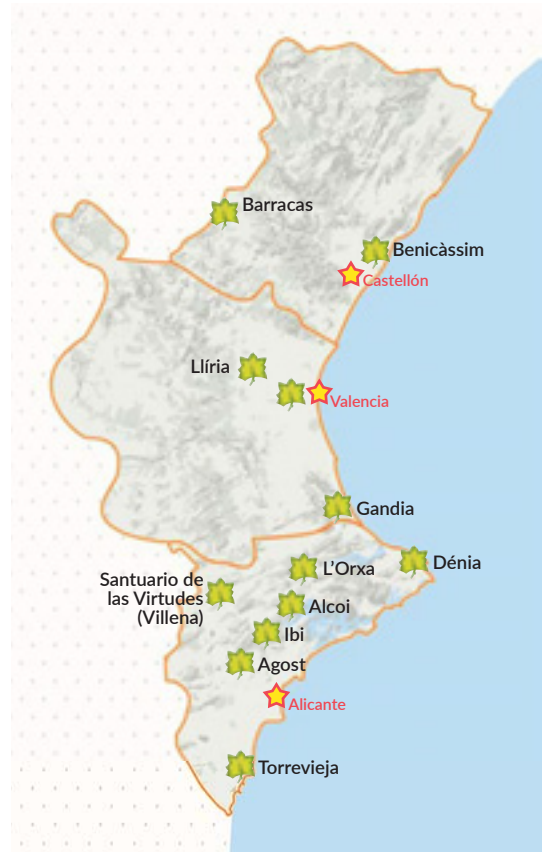 Barracas
Benicàssim
Castellón
Llíria
Valencia
Gandia
L'Orxa
Dénia
Santuario de
las Virtudes
(Villena)
Alcoi
Ibi
Agost
Alicante
Torrevieja